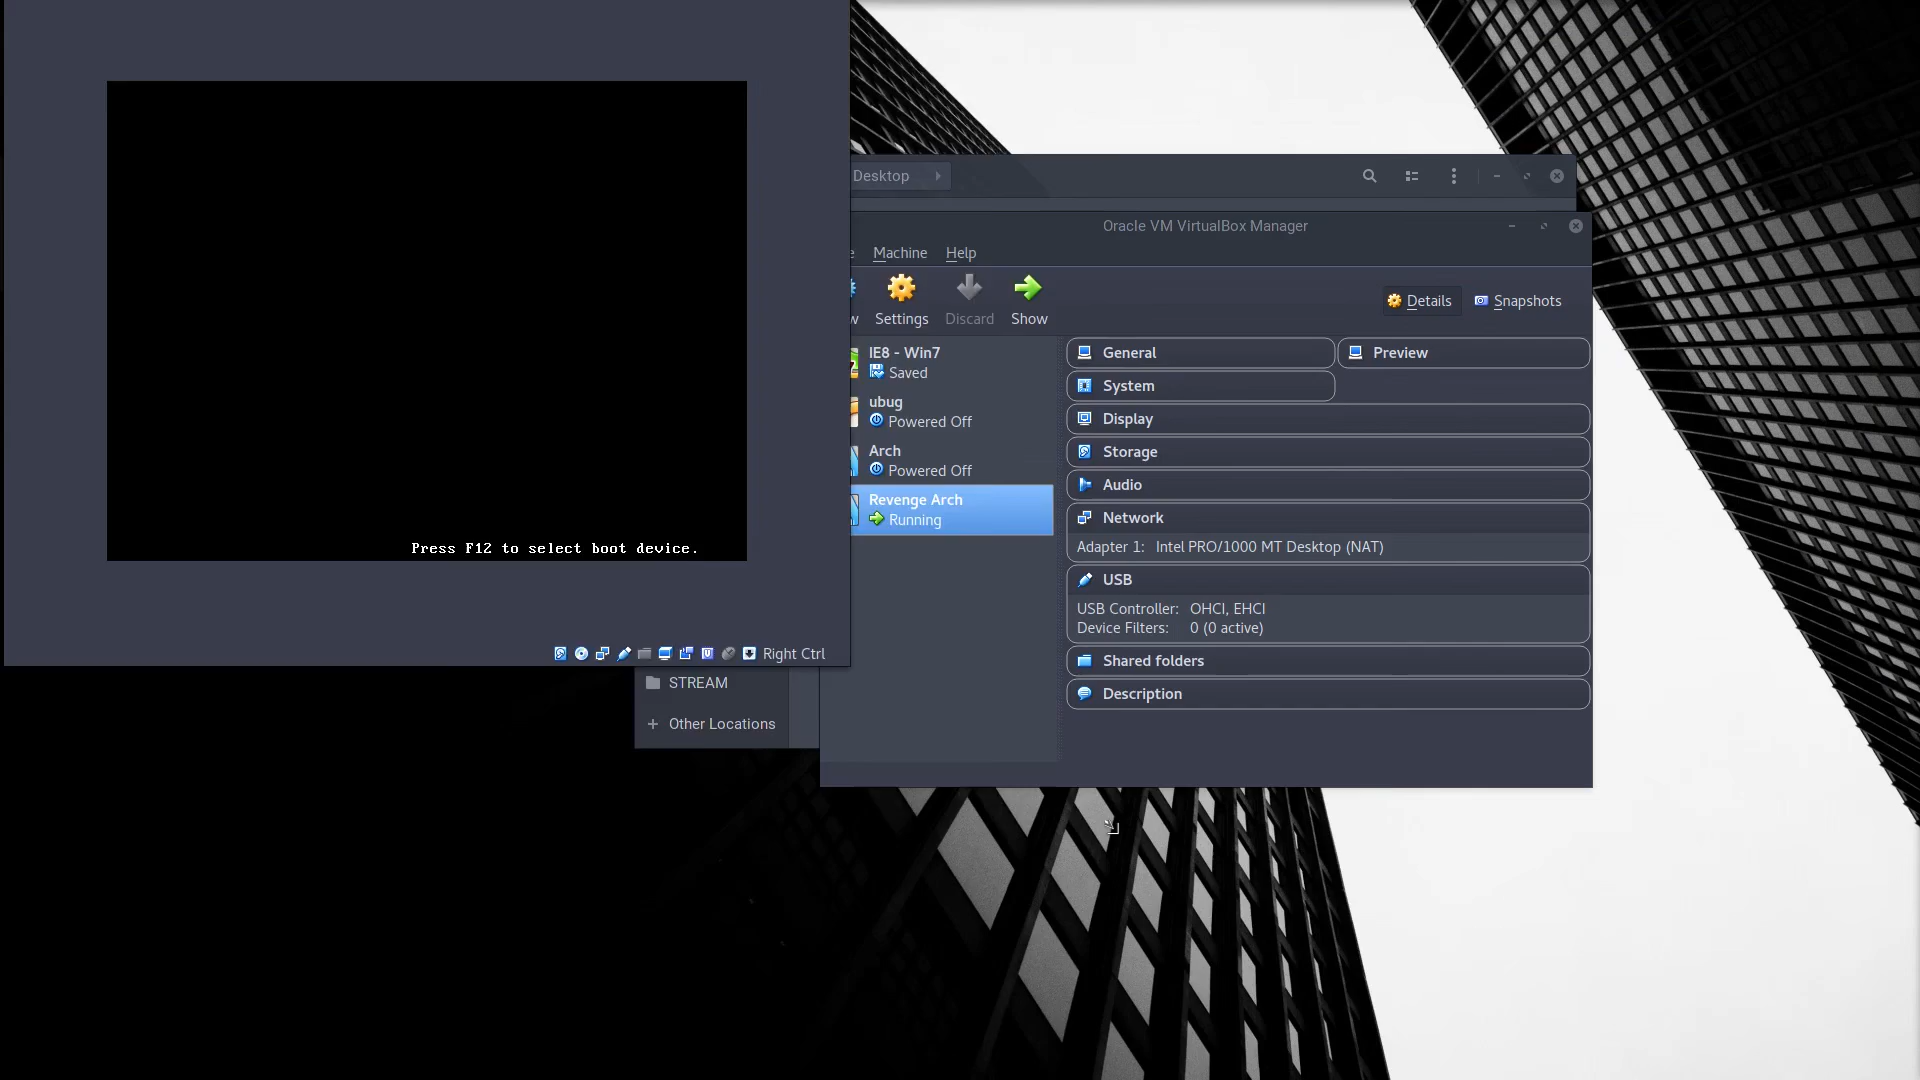 Press F12 to select boot device.
Right Ctrl
Desktop
Oracle VM VirtualBox Manager
Machine Help
Settings Discard Show
Details Snapshots
IE8 - Win7
Saved
ubug
Powered Off
Arch
Powered Off
Revenge Arch
Running
General
Preview
System
Display
Storage
Audio
Network
Adapter 1: Intel PRO/1000 MT Desktop (NAT)
USB
USB Controller: OHCI, EHCI
Device Filters: 0 (0 active)
Shared folders
Description
STREAM
Other Locations